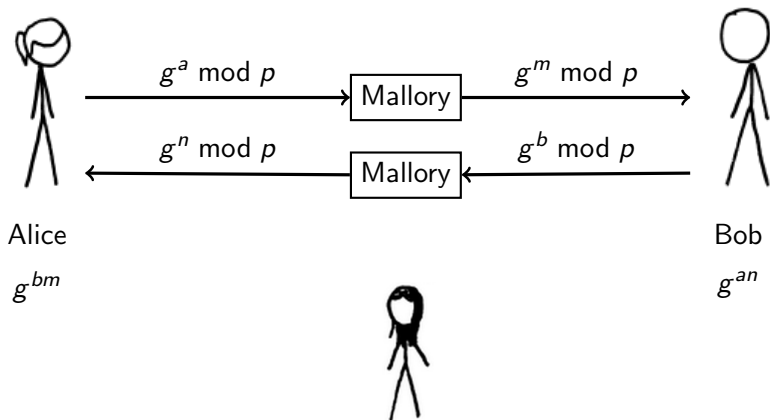 g^a mod p
Mallory
g^m mod p
g^n mod p
Mallory
g^b mod p
Alice
Bob
g^{bm}
g^{an}